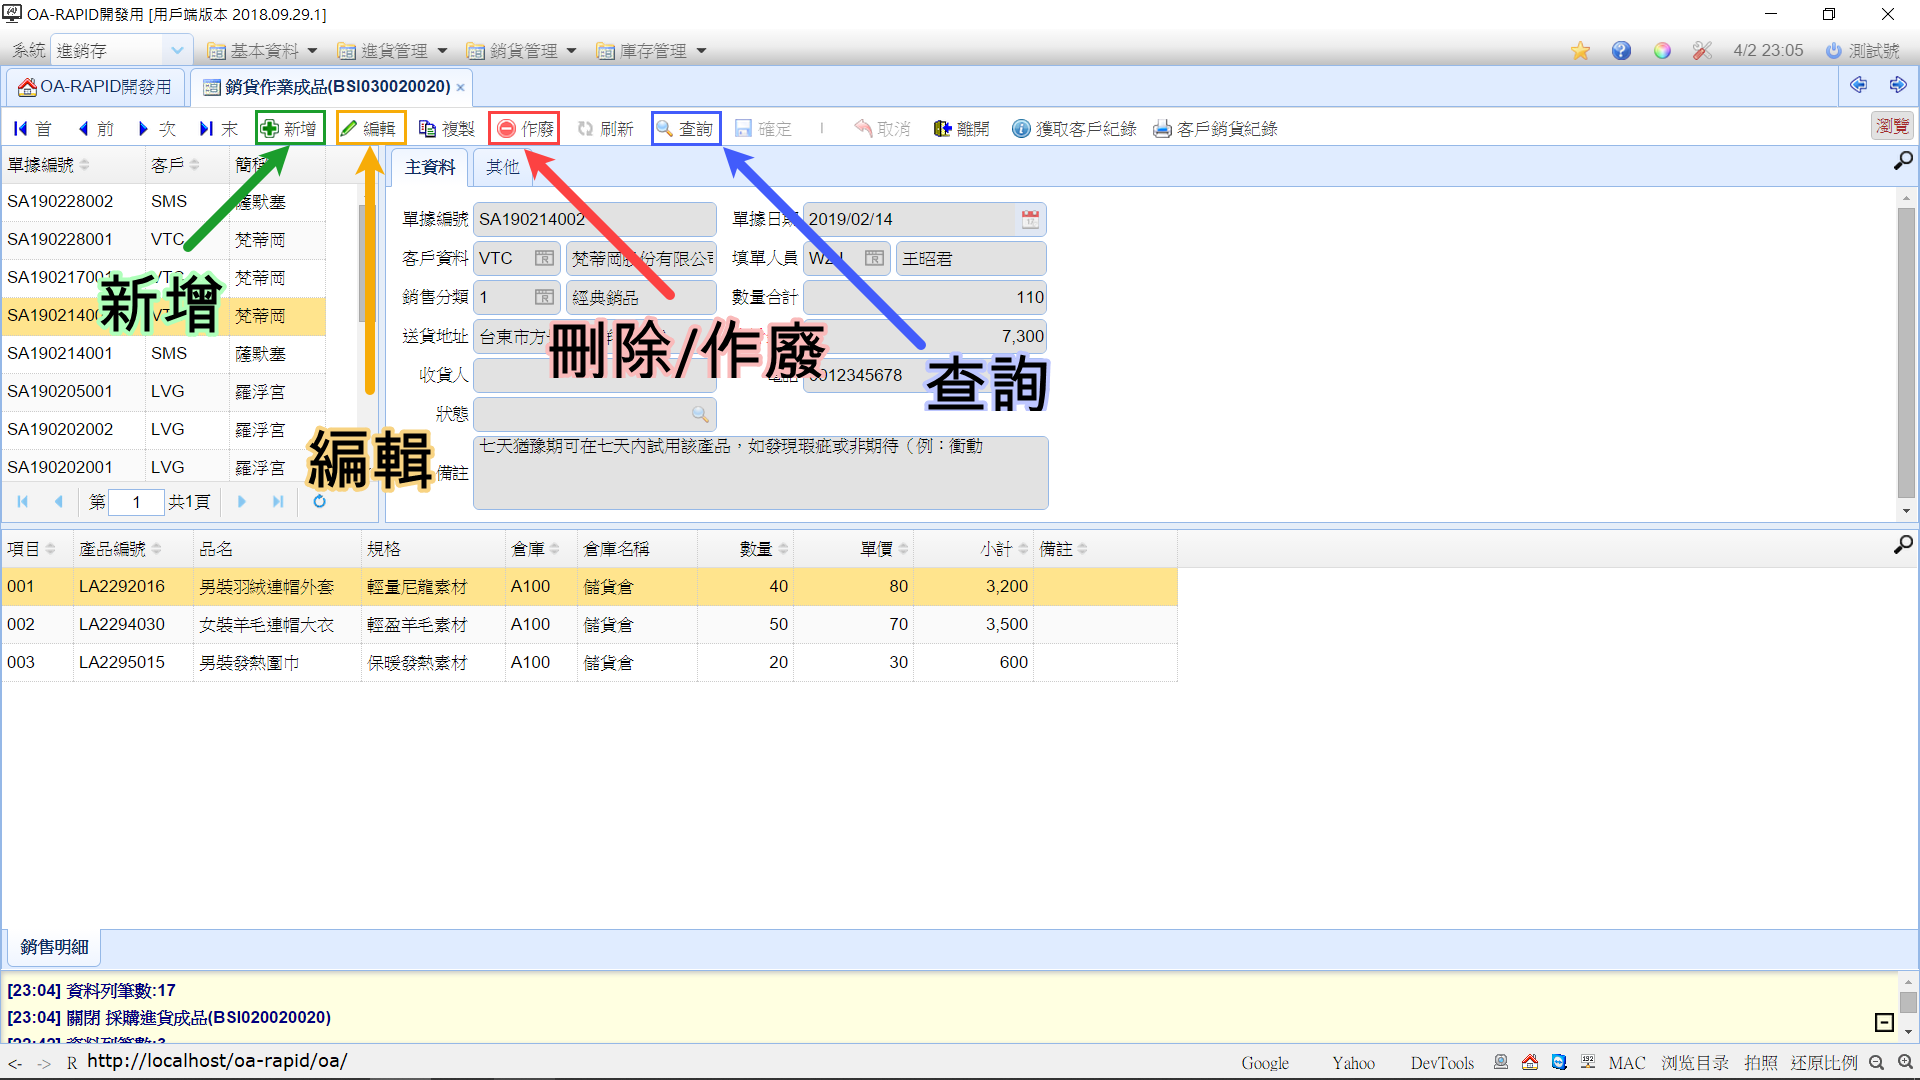 OA-RAPID開發用 [用戶端版本 2018.09.29.1]
系統 進銷存 基本資料 進貨管理 銷貨管理 庫存管理 4/2 23:05 測試號
OA-RAPID開發用 銷貨作業成品(BSI030020020) ×
首 前 次 末 新增 編輯 複製 作廢 刷新 查詢 確定 取消 離開 獲取客戶紀錄 客戶銷貨紀錄 瀏覽
單據編號 客戶
SA190228002 SMS 薩默塞
SA190228001 VTC 梵蒂岡
SA190217001 梵蒂岡
梵蒂岡
SA190214001 SMS 薩默塞
SA190205001 LVG 羅浮宮
SA190202002 LVG 羅浮宮
SA190202001 LVG 羅浮宮
第 1 共1頁
主資料 其他
單據編號 SA190214002 單據日期 2019/02/14
客戶資料 VTC 梵蒂岡股份有限公司 填單人員 王昭君
銷售分類 1 經典銷品 數量合計 110
送貨地址 7,300
收貨人
狀態
備註 七天猶豫期可在七天內試用該產品，如發現瑕疵或非期待（例：衝動
新增
編輯
刪除/作廢
查詢
項目 產品編號 品名 規格 倉庫 倉庫名稱 數量 單價 小計 備註
001 LA2292016 男裝羽絨連帽外套 輕量尼龍素材 A100 儲貨倉 40 80 3,200
002 LA2294030 女裝羊毛連帽大衣 輕盈羊毛素材 A100 儲貨倉 50 70 3,500
003 LA2295015 男裝發熱圍巾 保暖發熱素材 A100 儲貨倉 20 30 600
銷售明細
[23:04] 資料列筆數:17
[23:04] 關閉 採購進貨成品(BSI020020020)
<- -> R http://localhost/oa-rapid/oa/ Google Yahoo DevTools MAC 浏览目录 拍照 还原比例